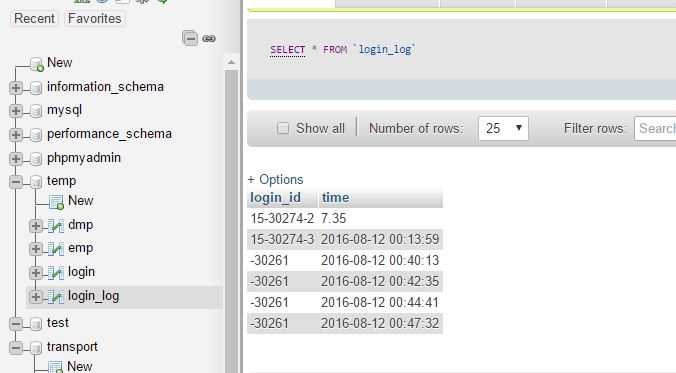 Recent Favorites
New
information_schema
mysql
performance_schema
phpmyadmin
temp
New
dmp
emp
login
login_log
test
transport
New
SELECT * FROM `login_log`
Show all Number of rows: 25 Filter rows: Search
+ Options
login_id time
15-30274-2 7.35
15-30274-3 2016-08-12 00:13:59
-30261 2016-08-12 00:40:13
-30261 2016-08-12 00:42:35
-30261 2016-08-12 00:44:41
-30261 2016-08-12 00:47:32